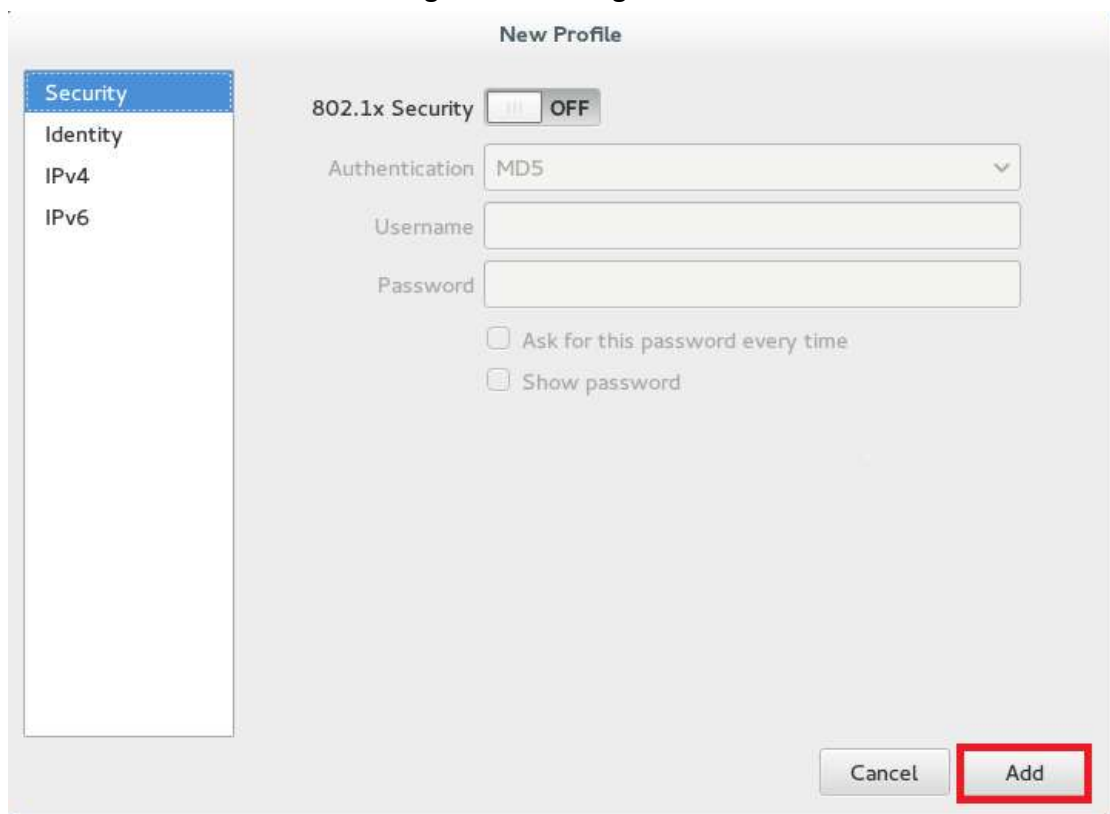 New Profile
Security
Identity
IPv4
IPv6
802.1x Security OFF
Authentication MD5
Username
Password
Ask for this password every time
Show password
Cancel Add